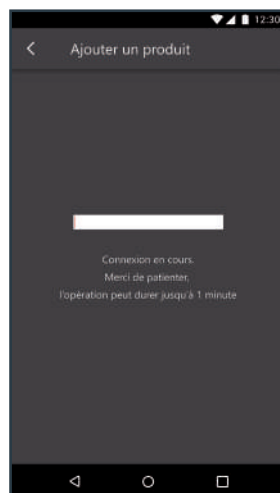 12:30
Ajouter un produit
Connexion en cours.
Merci de patienter,
l'opération peut durer jusqu'à 1 minute